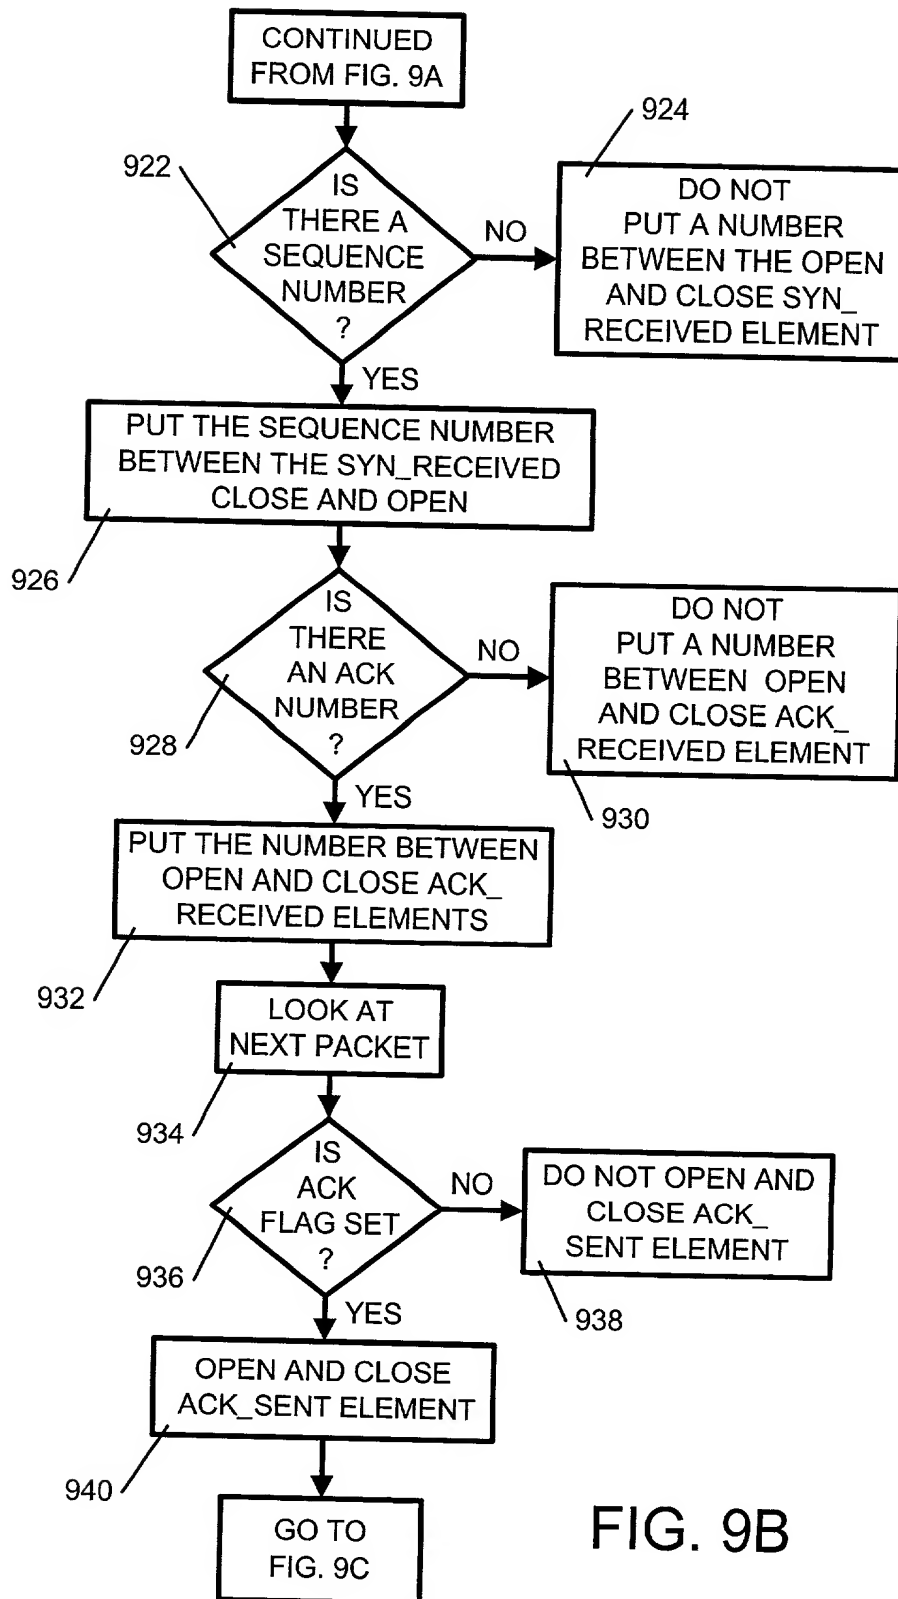 CONTINUED
FROM FIG. 9A
922
IS
THERE A
SEQUENCE
NUMBER
?
NO
924
DO NOT
PUT A NUMBER
BETWEEN THE OPEN
AND CLOSE SYN_
RECEIVED ELEMENT
YES
PUT THE SEQUENCE NUMBER
BETWEEN THE SYN_RECEIVED
CLOSE AND OPEN
926
IS
THERE
AN ACK
NUMBER
?
928
NO
DO NOT
PUT A NUMBER
BETWEEN OPEN
AND CLOSE ACK_
RECEIVED ELEMENT
930
YES
PUT THE NUMBER BETWEEN
OPEN AND CLOSE ACK_
RECEIVED ELEMENTS
932
LOOK AT
NEXT PACKET
934
IS
ACK
FLAG SET
?
936
NO
DO NOT OPEN AND
CLOSE ACK_
SENT ELEMENT
938
YES
OPEN AND CLOSE
ACK_SENT ELEMENT
940
GO TO
FIG. 9C
FIG. 9B